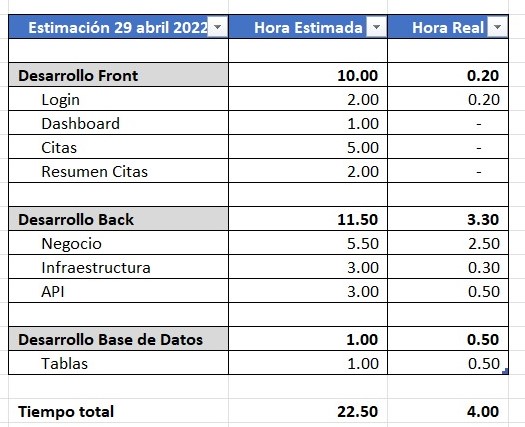 Estimación 29 abril 2022 Hora Estimada Hora Real
Desarrollo Front 10.00 0.20
Login 2.00 0.20
Dashboard 1.00 -
Citas 5.00 -
Resumen Citas 2.00 -
Desarrollo Back 11.50 3.30
Negocio 5.50 2.50
Infraestructura 3.00 0.30
API 3.00 0.50
Desarrollo Base de Datos 1.00 0.50
Tablas 1.00 0.50
Tiempo total 22.50 4.00